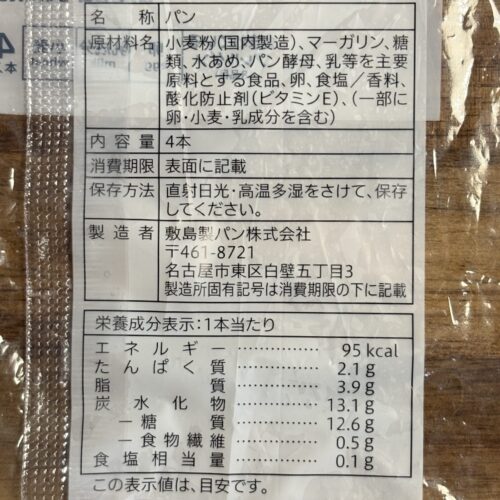 名称 パン
原材料名 小麦粉(国内製造)、マーガリン、糖
類、水あめ、パン酵母、乳等を主要
原料とする食品、卵、食塩／香料、
酸化防止剤(ビタミンE)、(一部に
卵・小麦・乳成分を含む)
内容量 4本
消費期限 表面に記載
保存方法 直射日光・高温多湿をさけて、保存
してください。
製造者 敷島製パン株式会社
〒461-8721
名古屋市東区白壁五丁目3
製造所固有記号は消費期限の下に記載
栄養成分表示:1本当たり
エネルギー 95 kcal
たんぱく質 2.1 g
脂質 3.9 g
炭水化物 13.1 g
－糖質 12.6 g
－食物繊維 0.5 g
食塩相当量 0.1 g
この表示値は、目安です。